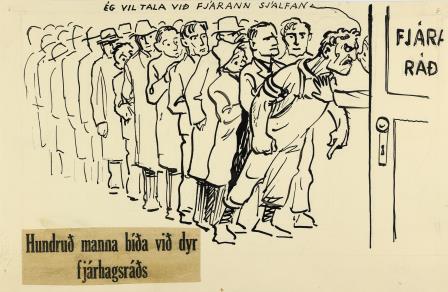 ÉG VIL TALA VIÐ FJÁRANN SJÁLFAN
FJÁRA
RÁÐ
Hundruð manna bíða við dyr
fjárhagsráðs